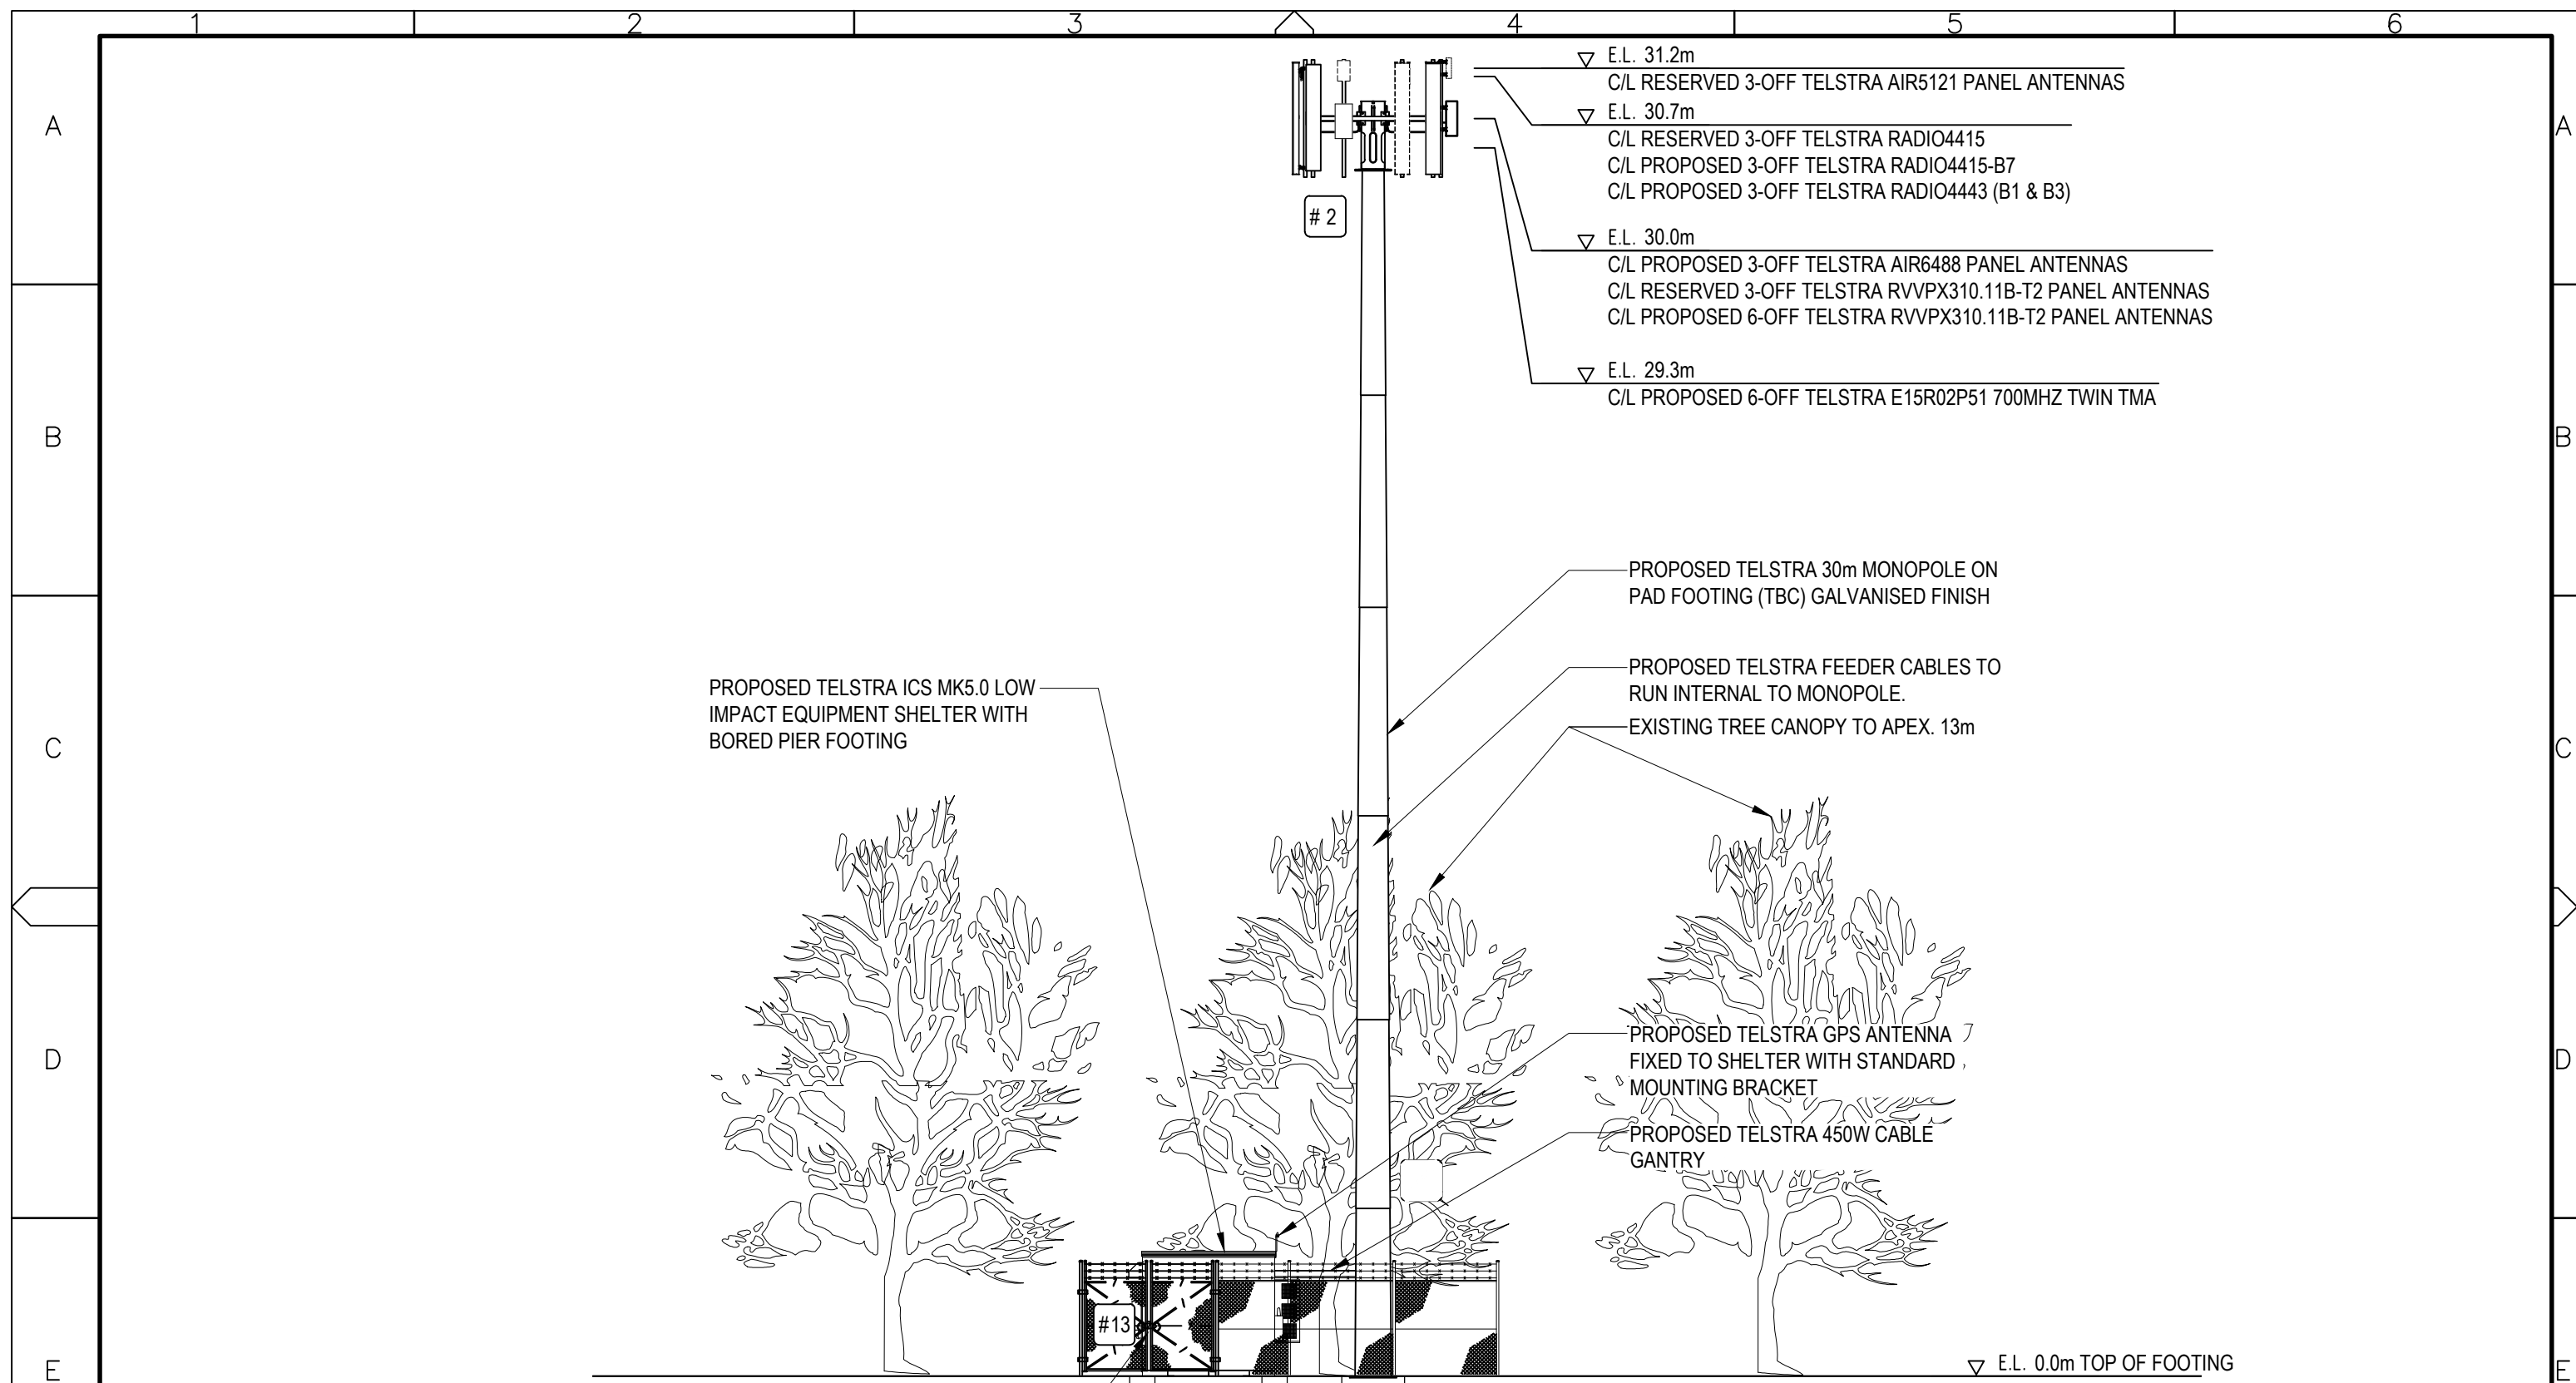 1 2 3 4 5 6
A A
E.L. 31.2m
C/L RESERVED 3-OFF TELSTRA AIR5121 PANEL ANTENNAS
E.L. 30.7m
C/L RESERVED 3-OFF TELSTRA RADIO4415
C/L PROPOSED 3-OFF TELSTRA RADIO4415-B7
C/L PROPOSED 3-OFF TELSTRA RADIO4443 (B1 & B3)
# 2
E.L. 30.0m
C/L PROPOSED 3-OFF TELSTRA AIR6488 PANEL ANTENNAS
C/L RESERVED 3-OFF TELSTRA RVVPX310.11B-T2 PANEL ANTENNAS
C/L PROPOSED 6-OFF TELSTRA RVVPX310.11B-T2 PANEL ANTENNAS
E.L. 29.3m
C/L PROPOSED 6-OFF TELSTRA E15R02P51 700MHZ TWIN TMA
B B
PROPOSED TELSTRA 30m MONOPOLE ON
PAD FOOTING (TBC) GALVANISED FINISH
PROPOSED TELSTRA FEEDER CABLES TO
RUN INTERNAL TO MONOPOLE.
EXISTING TREE CANOPY TO APEX. 13m
PROPOSED TELSTRA ICS MK5.0 LOW
IMPACT EQUIPMENT SHELTER WITH
BORED PIER FOOTING
C C
PROPOSED TELSTRA GPS ANTENNA
FIXED TO SHELTER WITH STANDARD
MOUNTING BRACKET
D D
PROPOSED TELSTRA 450W CABLE
GANTRY
#13
E.L. 0.0m TOP OF FOOTING
E E